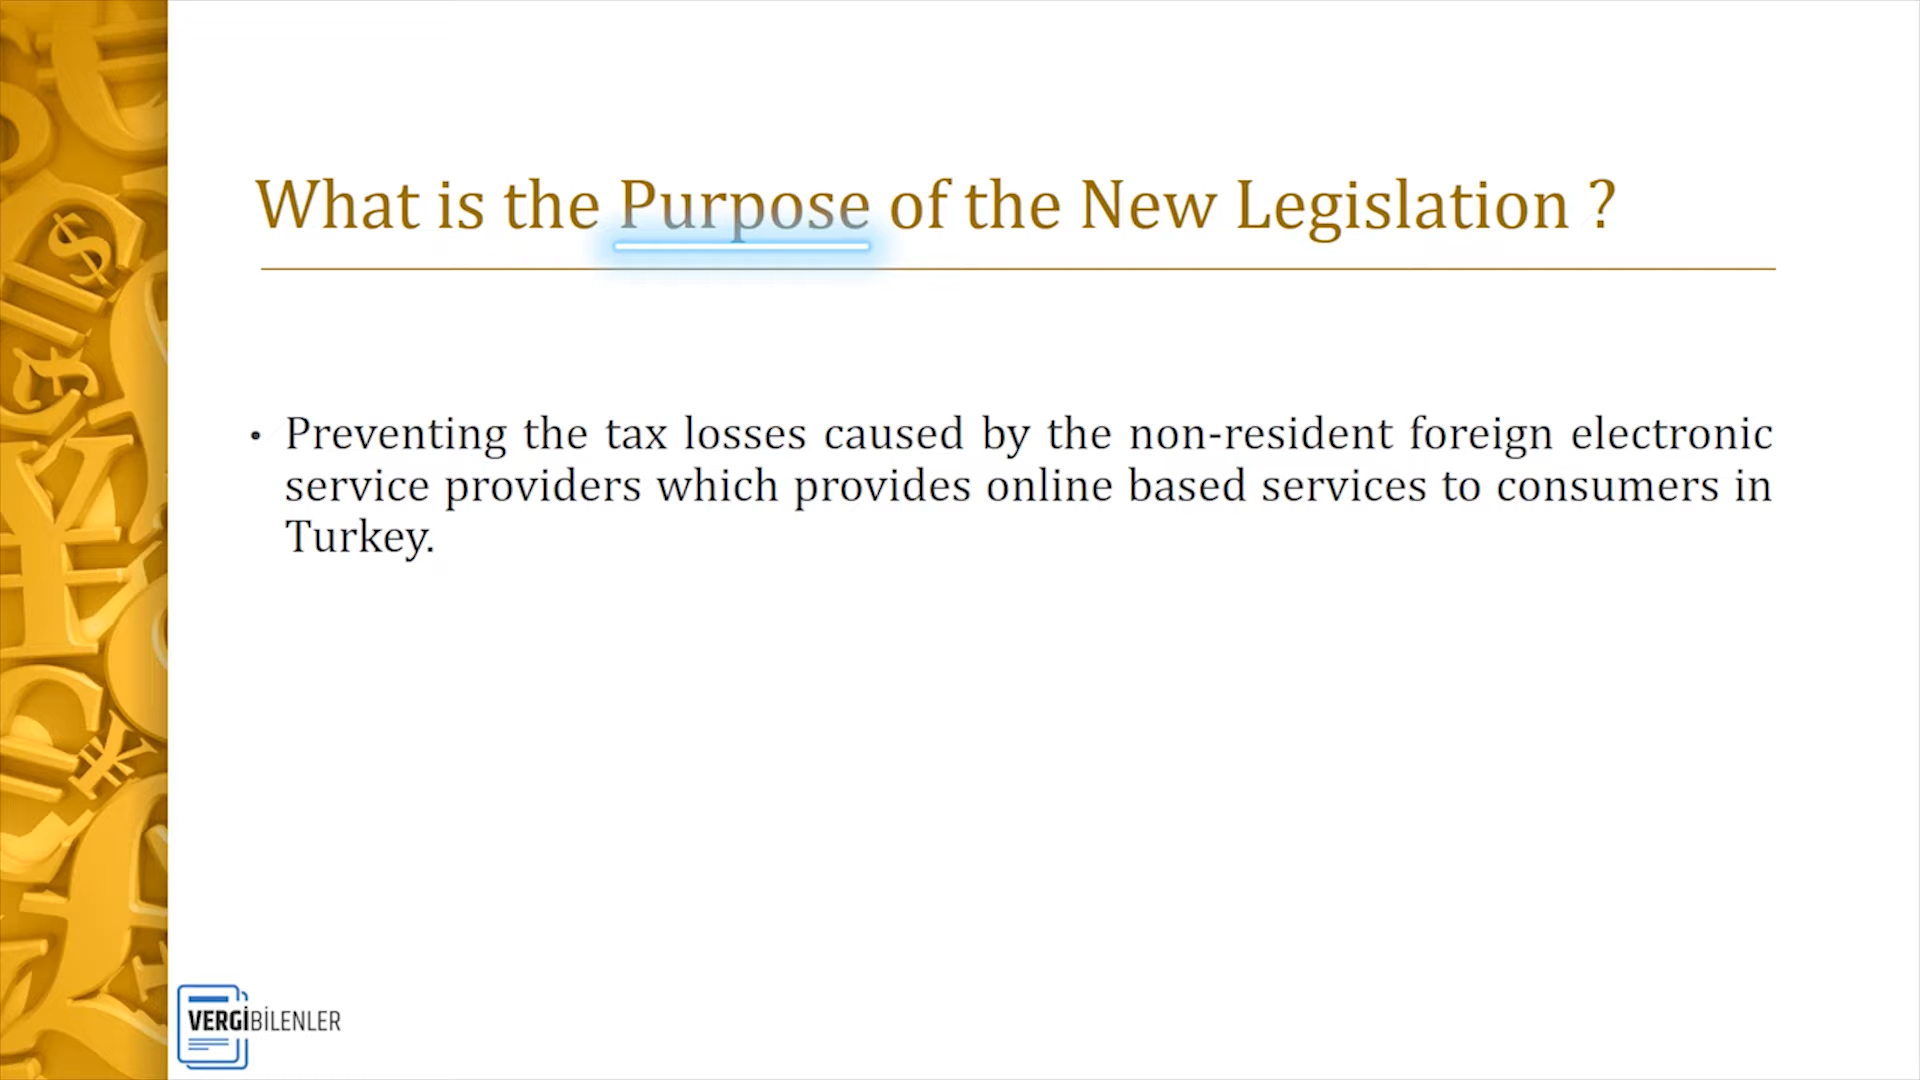 What is the Purpose of the New Legislation ?
• Preventing the tax losses caused by the non-resident foreign electronic
service providers which provides online based services to consumers in
Turkey.
VERGİBİLENLER